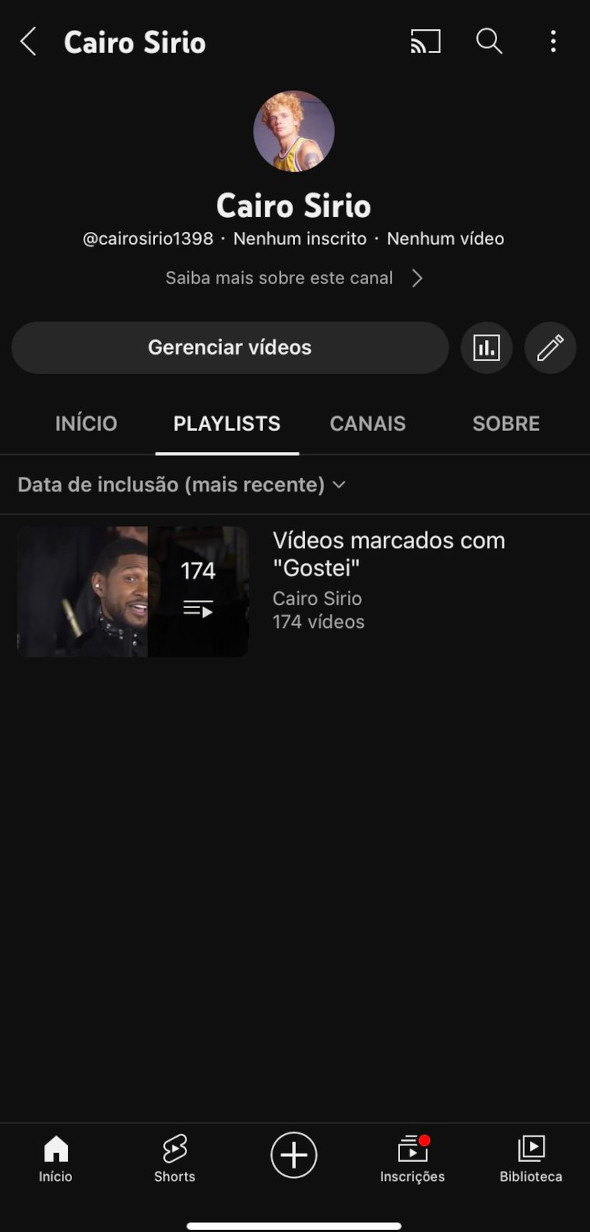 Cairo Sirio
Cairo Sirio
@cairosirio1398 · Nenhum inscrito · Nenhum vídeo
Saiba mais sobre este canal
Gerenciar vídeos
INÍCIO PLAYLISTS CANAIS SOBRE
Data de inclusão (mais recente)
174
Vídeos marcados com
"Gostei"
Cairo Sirio
174 vídeos
Início Shorts Inscrições Biblioteca